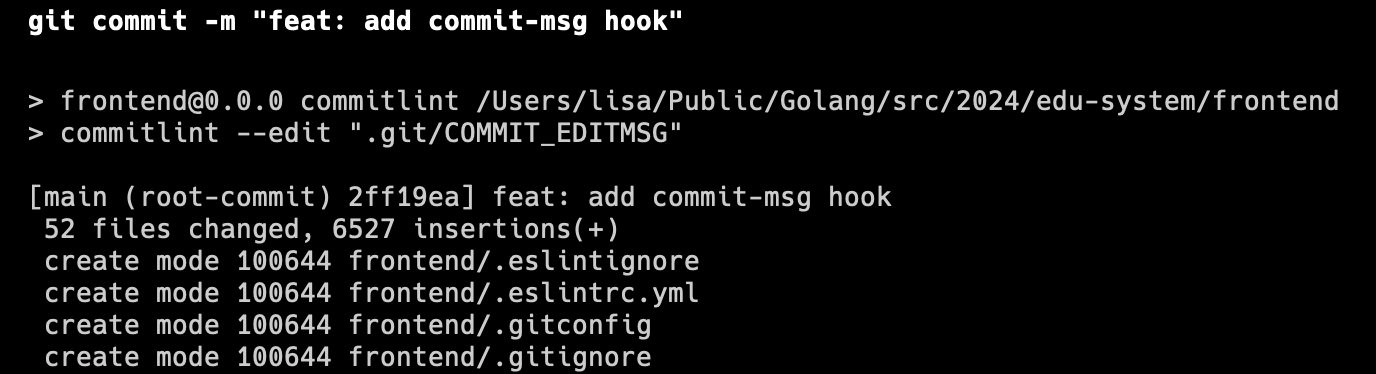 git commit -m "feat: add commit-msg hook"
> frontend@0.0.0 commitlint /Users/lisa/Public/Golang/src/2024/edu-system/frontend
> commitlint --edit ".git/COMMIT_EDITMSG"
[main (root-commit) 2ff19ea] feat: add commit-msg hook
 52 files changed, 6527 insertions(+)
 create mode 100644 frontend/.eslintignore
 create mode 100644 frontend/.eslintrc.yml
 create mode 100644 frontend/.gitconfig
 create mode 100644 frontend/.gitignore